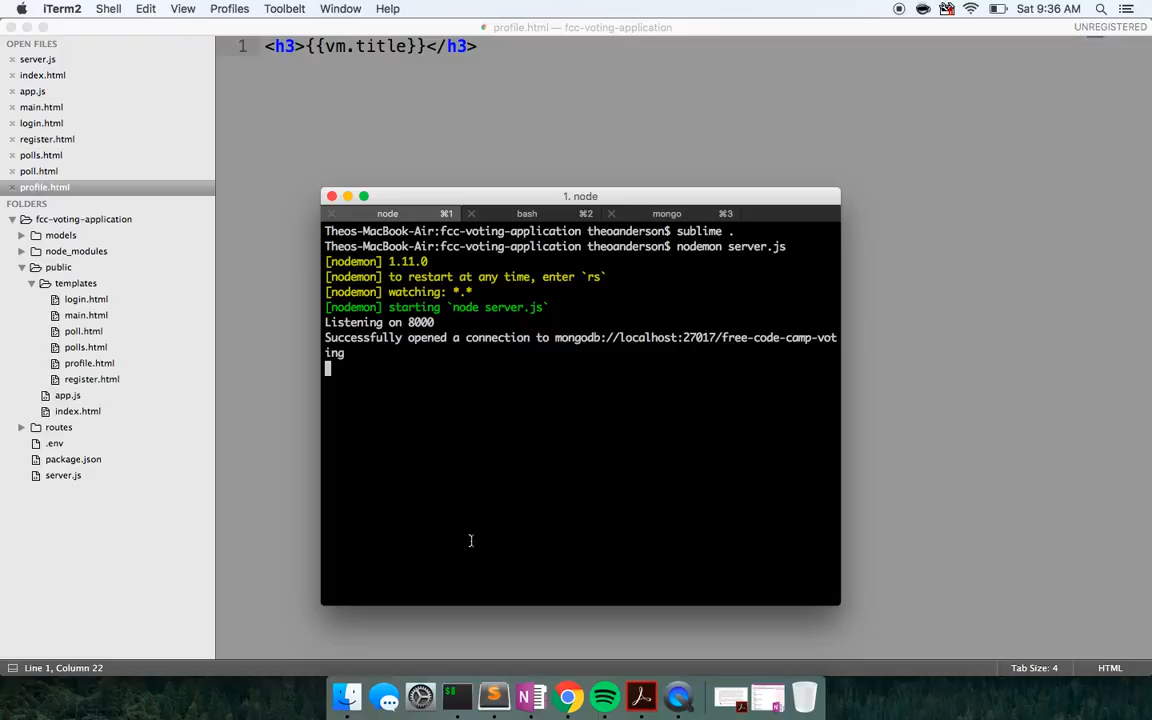 iTerm2 Shell Edit View Profiles Toolbelt Window Help Sat 9:36 AM
profile.html — fcc-voting-application UNREGISTERED
OPEN FILES
server.js
index.html
app.js
main.html
login.html
register.html
polls.html
poll.html
profile.html
FOLDERS
fcc-voting-application
models
node_modules
public
templates
login.html
main.html
poll.html
polls.html
profile.html
register.html
app.js
index.html
routes
.env
package.json
server.js
1 <h3>{{vm.title}}</h3>
1. node
node ⌘1 bash ⌘2 mongo ⌘3
Theos-MacBook-Air:fcc-voting-application theoanderson$ sublime .
Theos-MacBook-Air:fcc-voting-application theoanderson$ nodemon server.js
[nodemon] 1.11.0
[nodemon] to restart at any time, enter `rs`
[nodemon] watching: *.*
[nodemon] starting `node server.js`
Listening on 8000
Successfully opened a connection to mongodb://localhost:27017/free-code-camp-vot
ing
Line 1, Column 22 Tab Size: 4 HTML